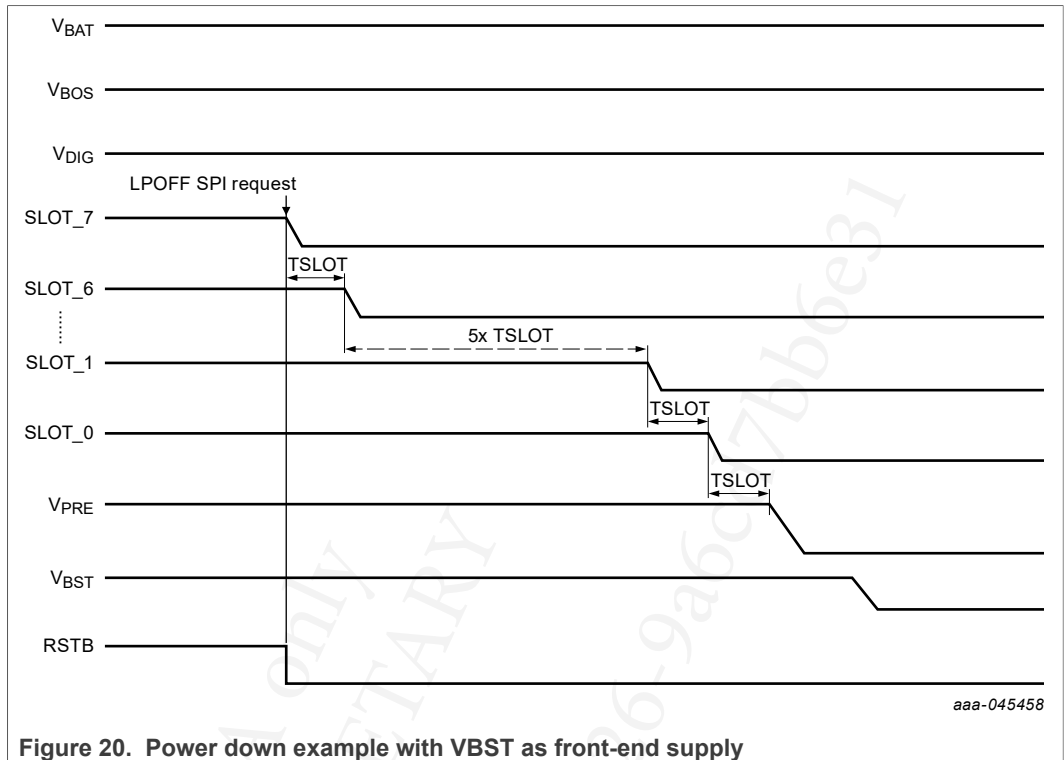 VBAT
VBOS
VDIG
LPOFF SPI request
SLOT_7
TSLOT
SLOT_6
5x TSLOT
SLOT_1
TSLOT
SLOT_0
TSLOT
VPRE
VBST
RSTB
aaa-045458
Figure 20. Power down example with VBST as front-end supply